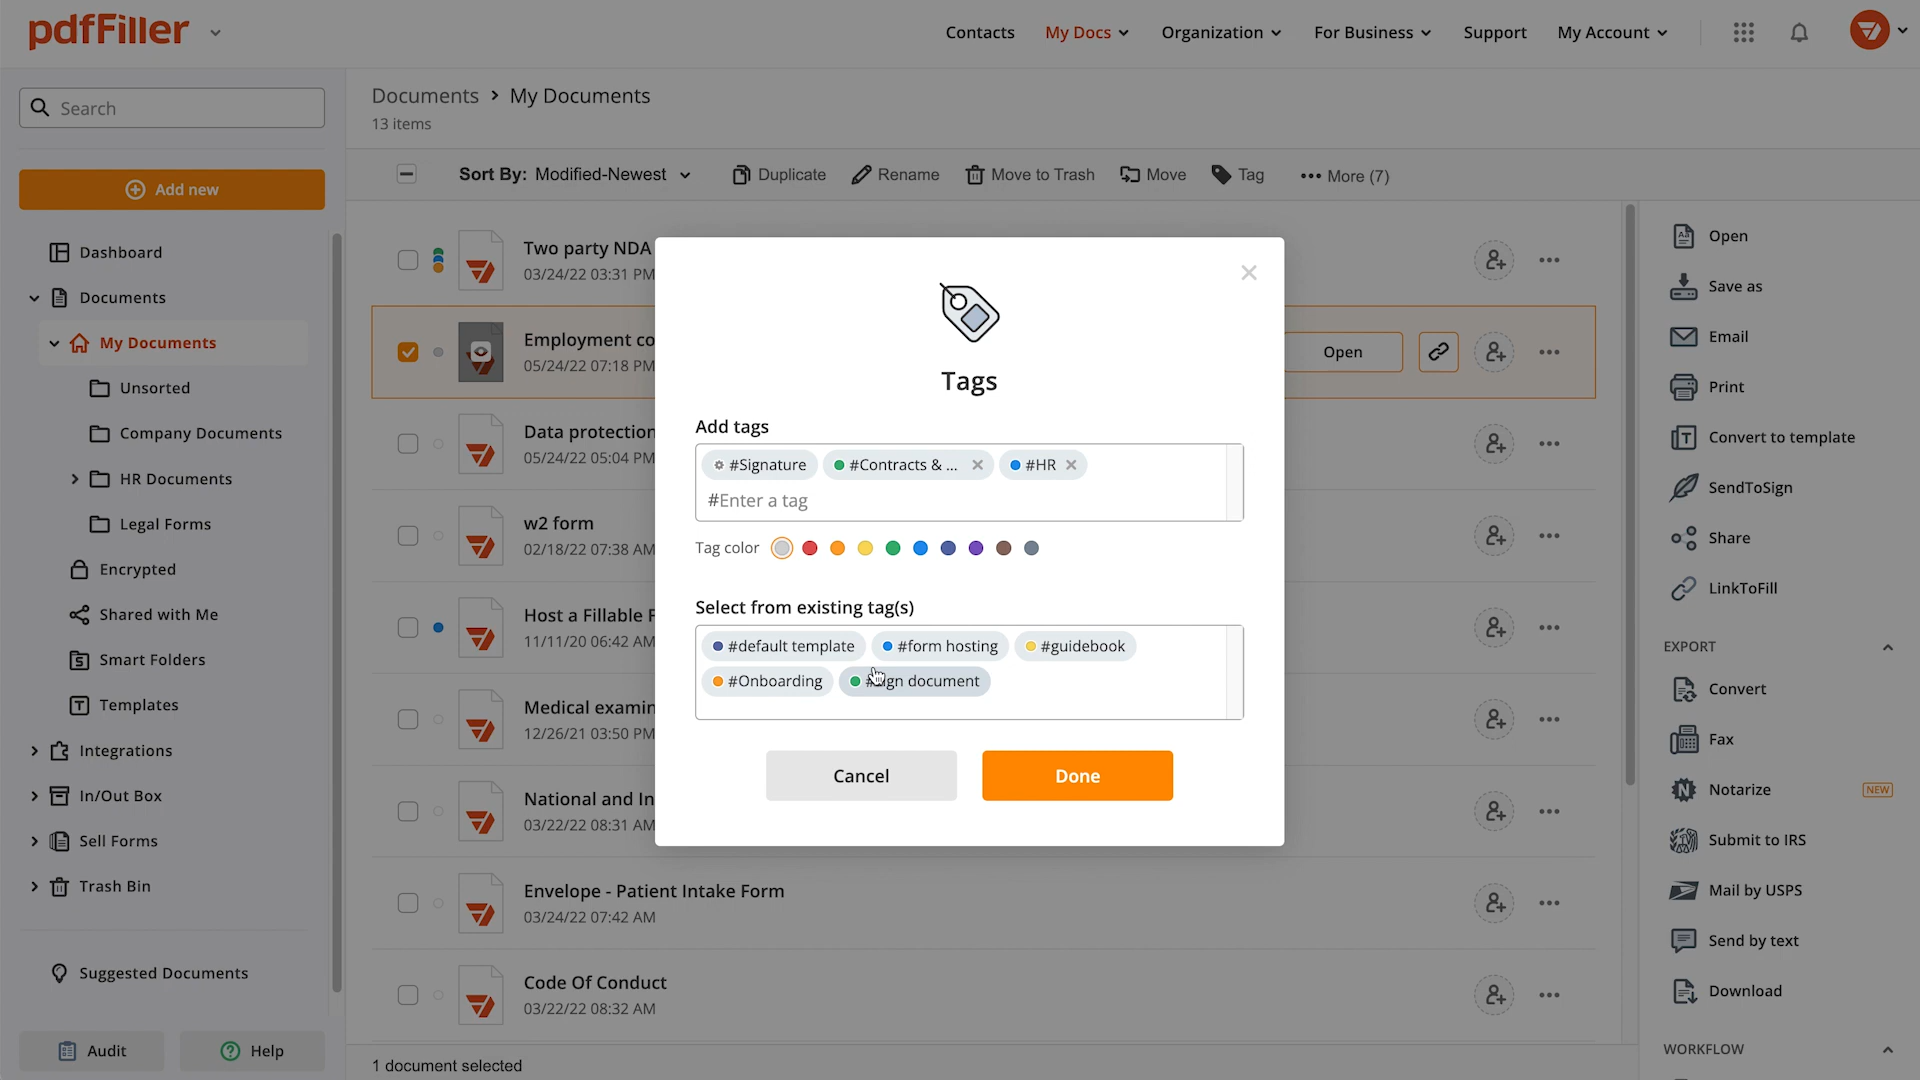 pdfFiller
Contacts
My Docs
Organization
For Business
Support
My Account
Search
Add new
Dashboard
Documents
My Documents
Unsorted
Company Documents
HR Documents
Legal Forms
Encrypted
Shared with Me
Smart Folders
Templates
Integrations
In/Out Box
Sell Forms
Trash Bin
Suggested Documents
Audit
Help
Documents > My Documents
13 items
Sort By: Modified-Newest
Duplicate
Rename
Move to Trash
Move
Tag
More (7)
Two party NDA
03/24/22 03:31 PM
Employment
05/24/22 07:18 PM
Open
Data protection
05/24/22 05:04 PM
w2 form
02/18/22 07:38 AM
Host a Fillable
11/11/20 06:42 AM
Medical
12/26/21 03:50 PM
National and
03/22/22 08:31 AM
Envelope - Patient Intake Form
03/24/22 07:42 AM
Code Of Conduct
03/22/22 08:32 AM
1 document selected
Tags
Add tags
#Signature
#Contracts & ...
#HR
#Enter a tag
Tag color
Select from existing tag(s)
#default template
#form hosting
#guidebook
#Onboarding
document
Cancel
Done
Open
Save as
Email
Print
Convert to template
SendToSign
Share
LinkToFill
EXPORT
Convert
Fax
Notarize NEW
Submit to IRS
Mail by USPS
Send by text
Download
WORKFLOW